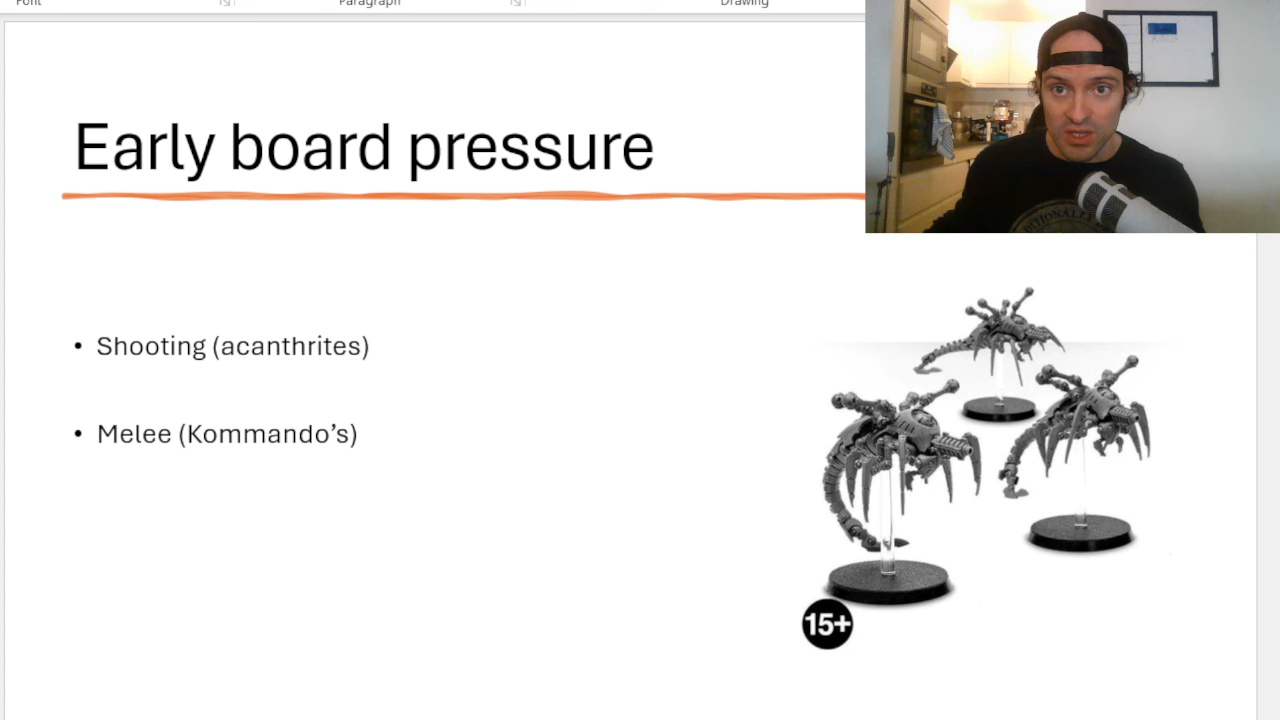 Font
Paragraph
Drawing
Early board pressure
• Shooting (acanthrites)
• Melee (Kommando’s)
15+